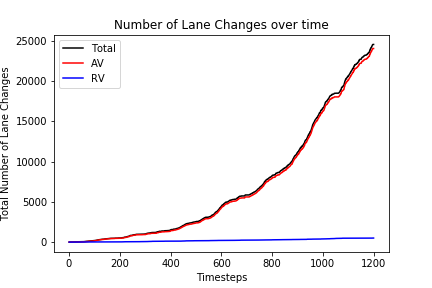 Number of Lane Changes over time
Total Number of Lane Changes
25000
20000
15000
10000
5000
0
Total
AV
RV
0 200 400 600 800 1000 1200
Timesteps